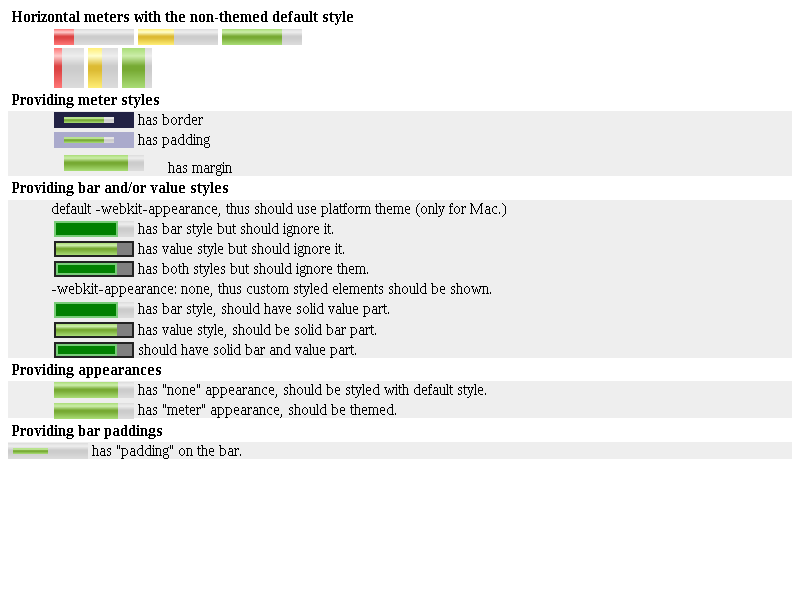 Horizontal meters with the non-themed default style
Providing meter styles
has border
has padding
has margin
Providing bar and/or value styles
default -webkit-appearance, thus should use platform theme (only for Mac.)
has bar style but should ignore it.
has value style but should ignore it.
has both styles but should ignore them.
-webkit-appearance: none, thus custom styled elements should be shown.
has bar style, should have solid value part.
has value style, should be solid bar part.
should have solid bar and value part.
Providing appearances
has "none" appearance, should be styled with default style.
has "meter" appearance, should be themed.
Providing bar paddings
has "padding" on the bar.